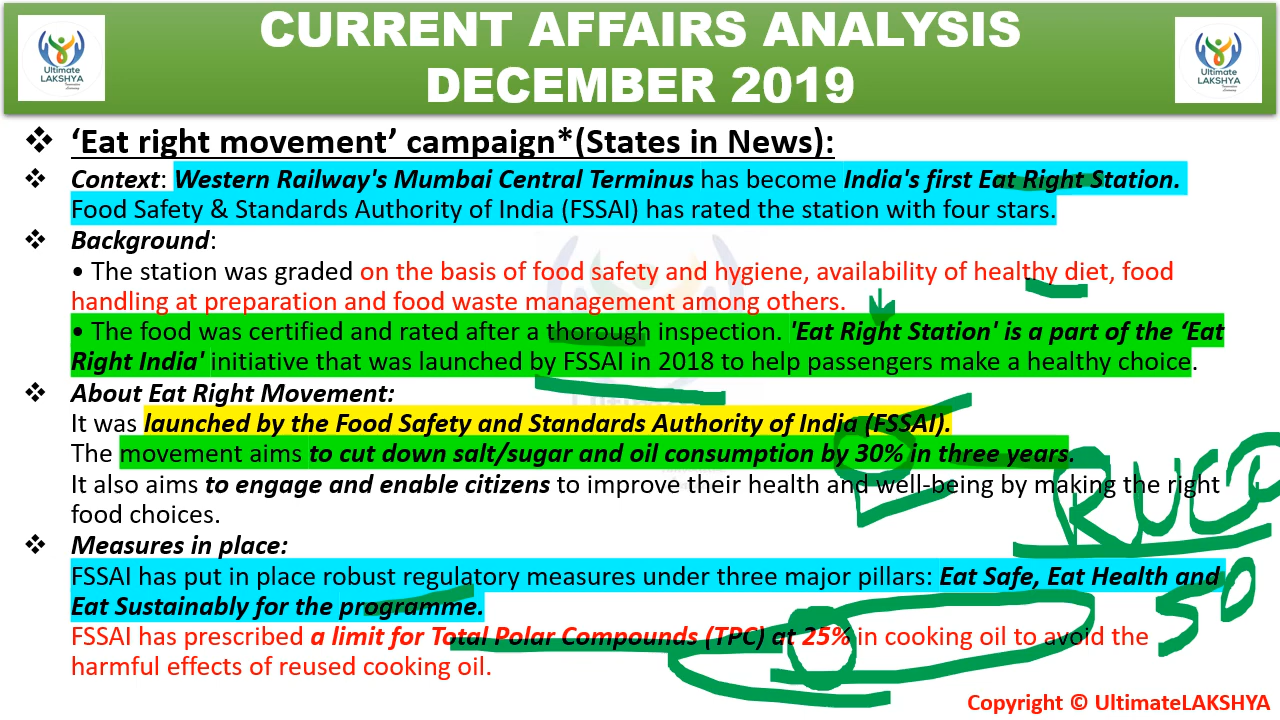 CURRENT AFFAIRS ANALYSIS
DECEMBER 2019
Ultimate
LAKSHYA
Ultimate
LAKSHYA
❖ ‘Eat right movement’ campaign*(States in News):
❖ Context: Western Railway's Mumbai Central Terminus has become India's first Eat Right Station.
Food Safety & Standards Authority of India (FSSAI) has rated the station with four stars.
❖ Background:
• The station was graded on the basis of food safety and hygiene, availability of healthy diet, food
handling at preparation and food waste management among others.
• The food was certified and rated after a thorough inspection. 'Eat Right Station' is a part of the ‘Eat
Right India' initiative that was launched by FSSAI in 2018 to help passengers make a healthy choice.
❖ About Eat Right Movement:
It was launched by the Food Safety and Standards Authority of India (FSSAI).
The movement aims to cut down salt/sugar and oil consumption by 30% in three years.
It also aims to engage and enable citizens to improve their health and well-being by making the right
food choices.
RUCO
❖ Measures in place:
FSSAI has put in place robust regulatory measures under three major pillars: Eat Safe, Eat Health and
Eat Sustainably for the programme.
50
FSSAI has prescribed a limit for Total Polar Compounds (TPC) at 25% in cooking oil to avoid the
harmful effects of reused cooking oil.
Copyright © UltimateLAKSHYA